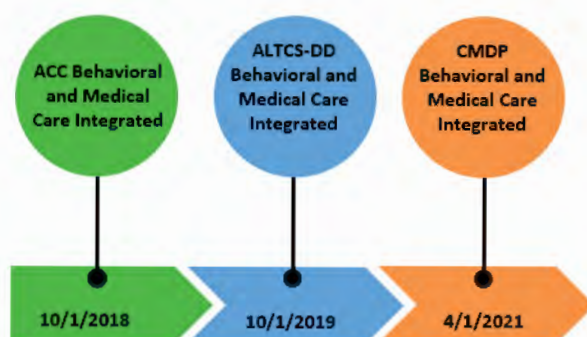 ACC Behavioral
and Medical
Care Integrated
ALTCS-DD
Behavioral and
Medical Care
Integrated
CMDP
Behavioral and
Medical Care
Integrated
10/1/2018
10/1/2019
4/1/2021